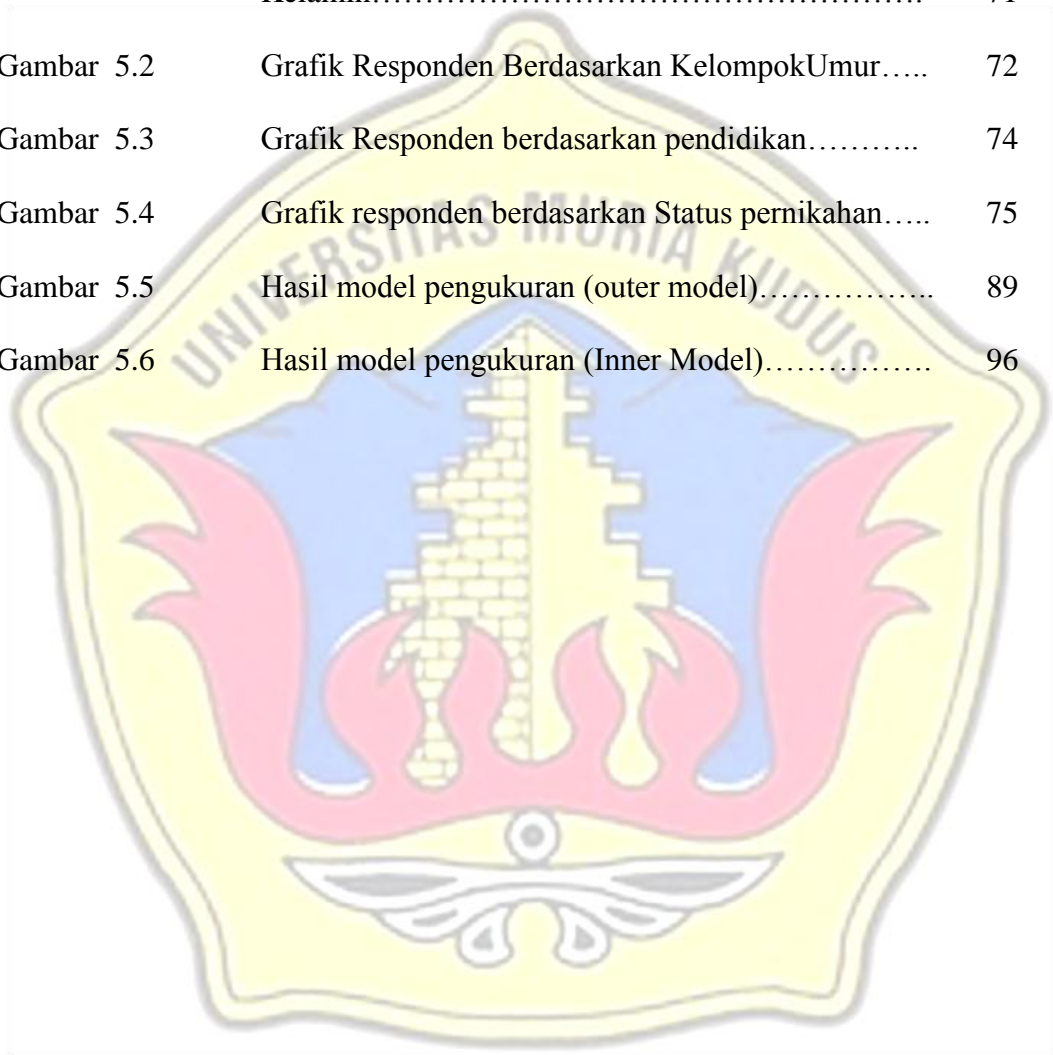 Kelamin……………………………………………. 71
Gambar 5.2 Grafik Responden Berdasarkan KelompokUmur….. 72
Gambar 5.3 Grafik Responden berdasarkan pendidikan……….. 74
Gambar 5.4 Grafik responden berdasarkan Status pernikahan….. 75
Gambar 5.5 Hasil model pengukuran (outer model)…………….. 89
Gambar 5.6 Hasil model pengukuran (Inner Model)……………. 96
UNIVERSITAS MURIA KUDUS